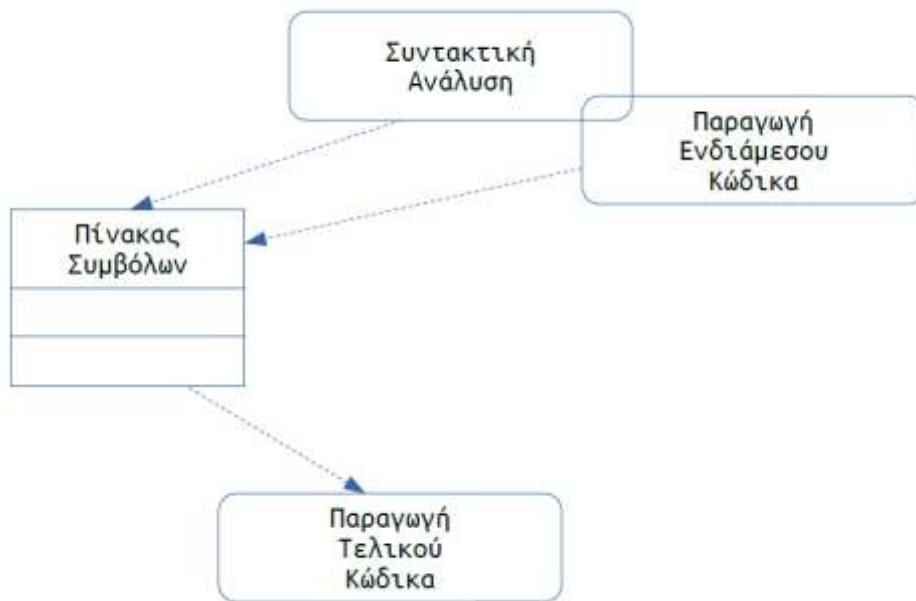 Συντακτική
Ανάλυση
Παραγωγή
Ενδιάμεσου
Κώδικα
Πίνακας
Συμβόλων
Παραγωγή
Τελικού
Κώδικα